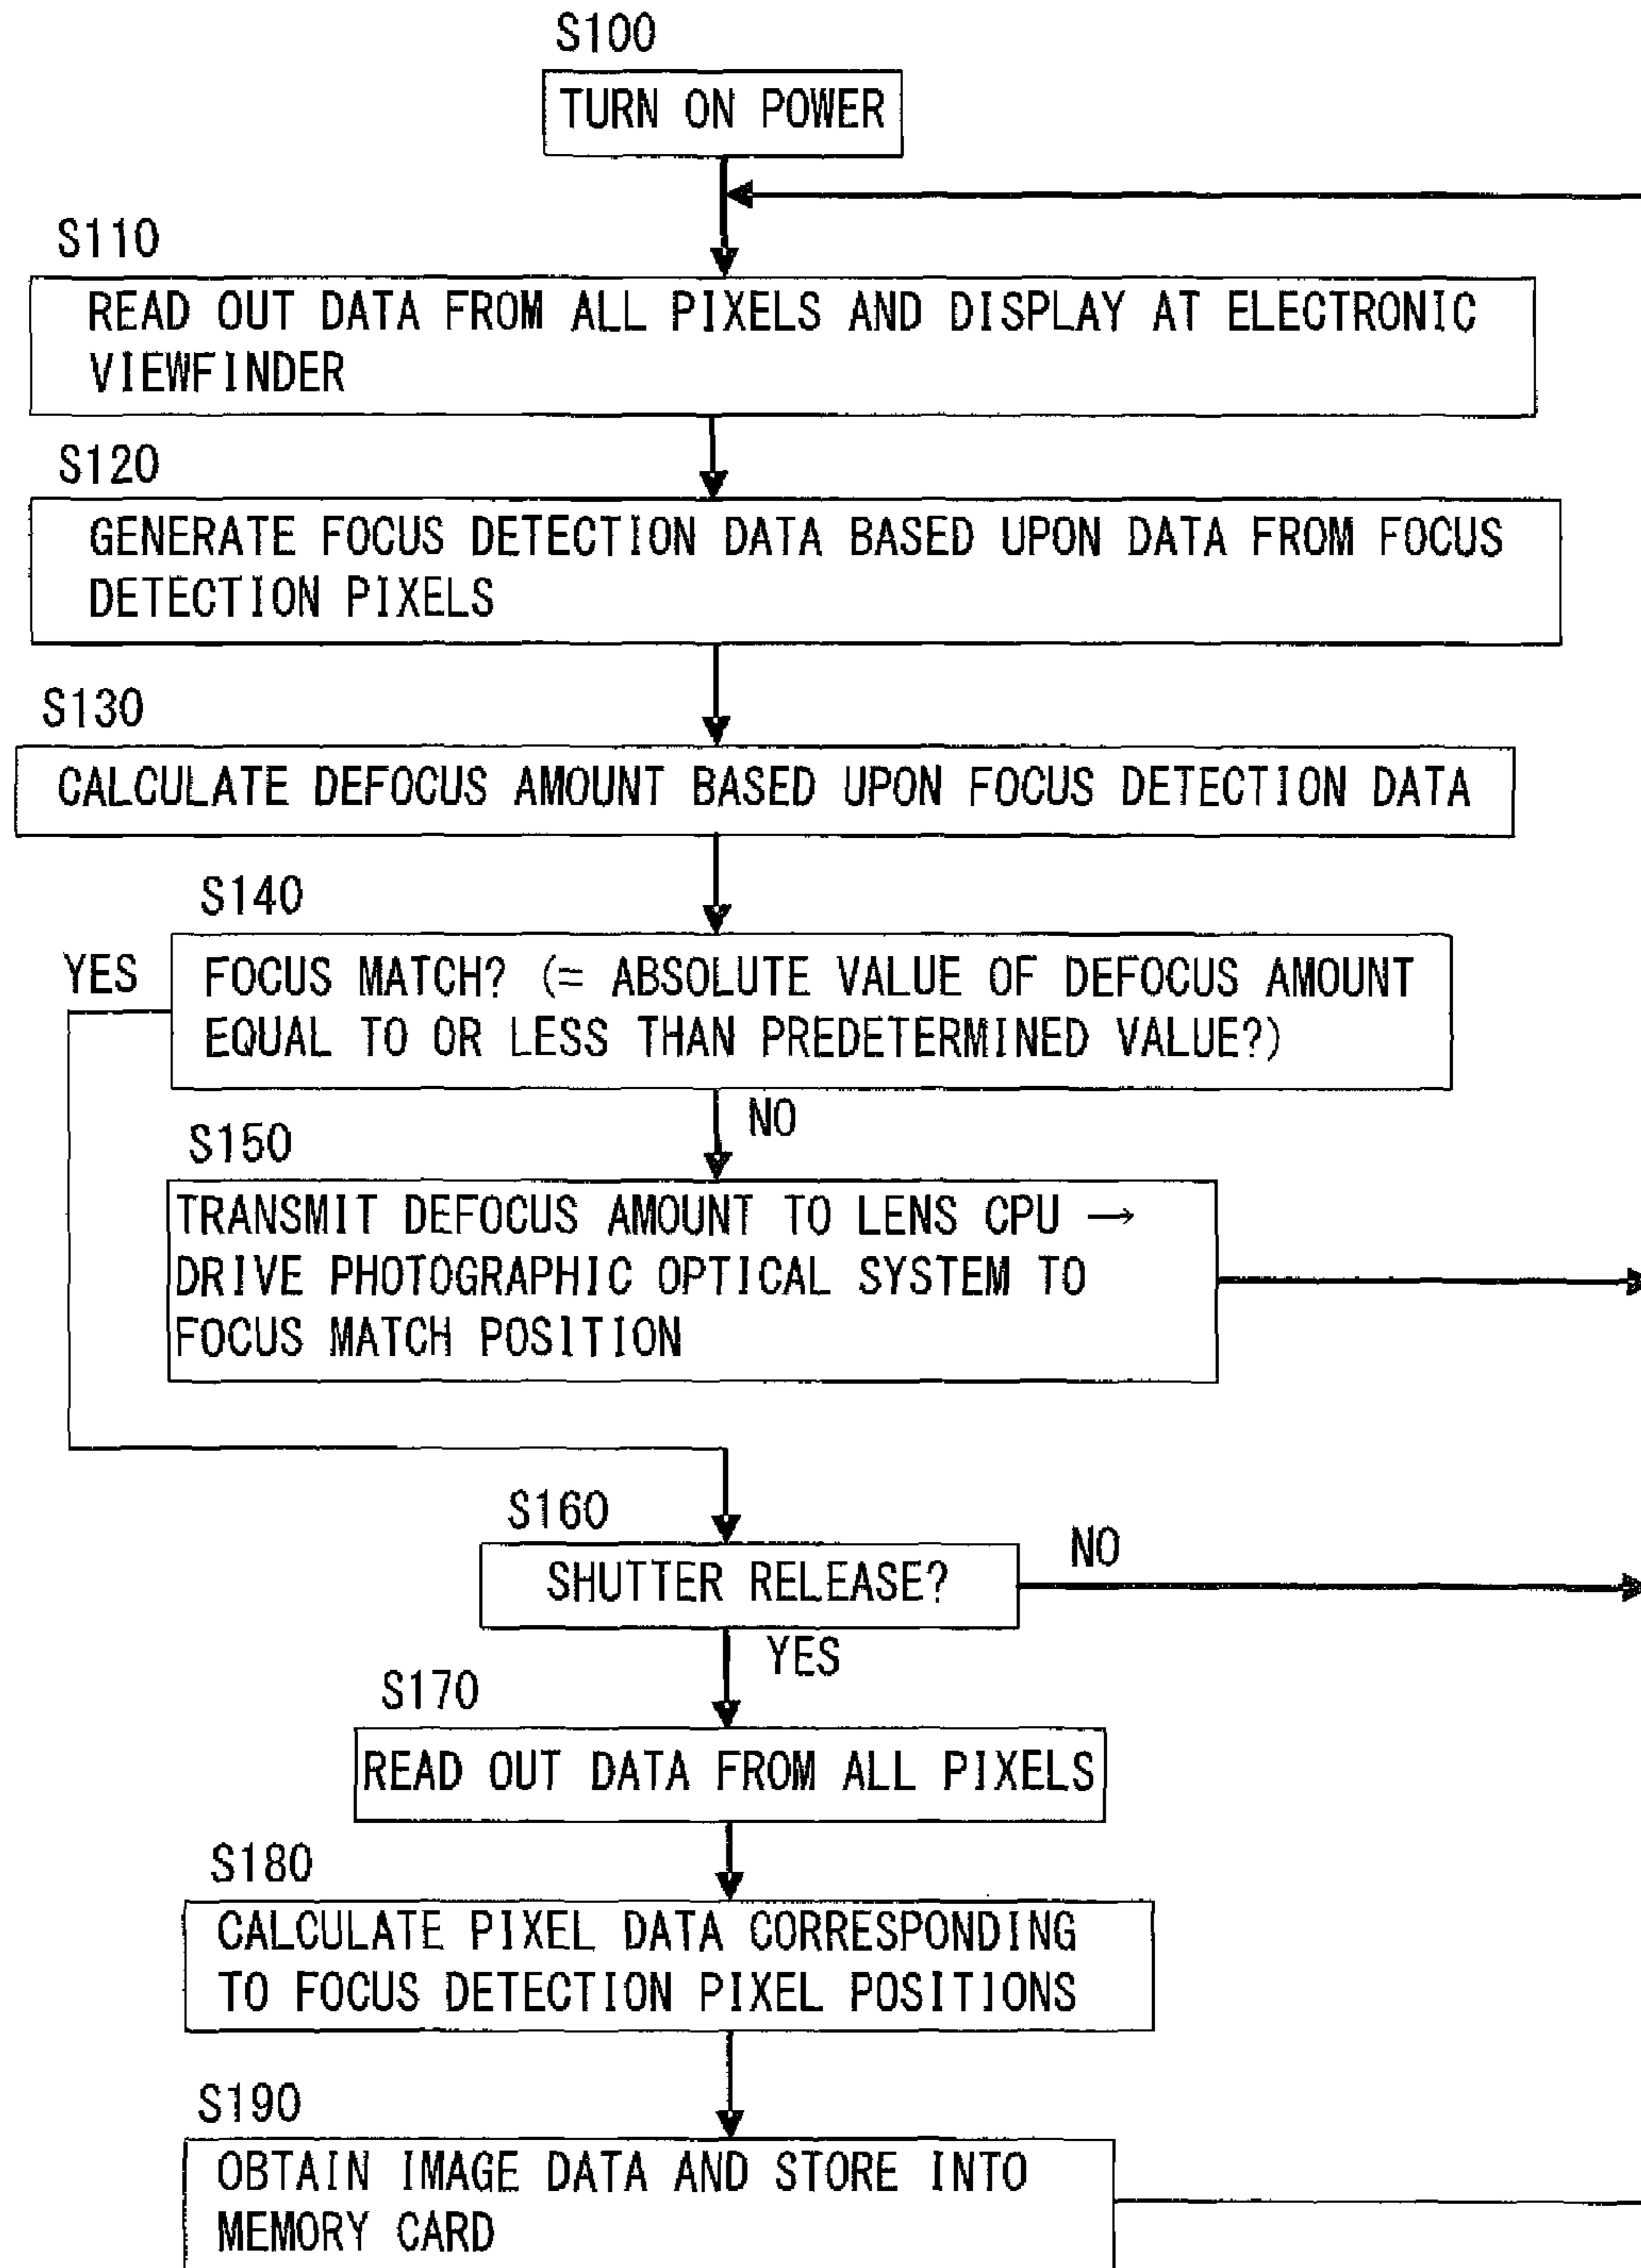 S100
TURN ON POWER
S110
READ OUT DATA FROM ALL PIXELS AND DISPLAY AT ELECTRONIC
VIEWFINDER
S120
GENERATE FOCUS DETECTION DATA BASED UPON DATA FROM FOCUS
DETECTION PIXELS
S130
CALCULATE DEFOCUS AMOUNT BASED UPON FOCUS DETECTION DATA
S140
YES
FOCUS MATCH? (= ABSOLUTE VALUE OF DEFOCUS AMOUNT
EQUAL TO OR LESS THAN PREDETERMINED VALUE?)
NO
S150
TRANSMIT DEFOCUS AMOUNT TO LENS CPU →
DRIVE PHOTOGRAPHIC OPTICAL SYSTEM TO
FOCUS MATCH POSITION
S160
SHUTTER RELEASE?
NO
YES
S170
READ OUT DATA FROM ALL PIXELS
S180
CALCULATE PIXEL DATA CORRESPONDING
TO FOCUS DETECTION PIXEL POSITIONS
S190
OBTAIN IMAGE DATA AND STORE INTO
MEMORY CARD